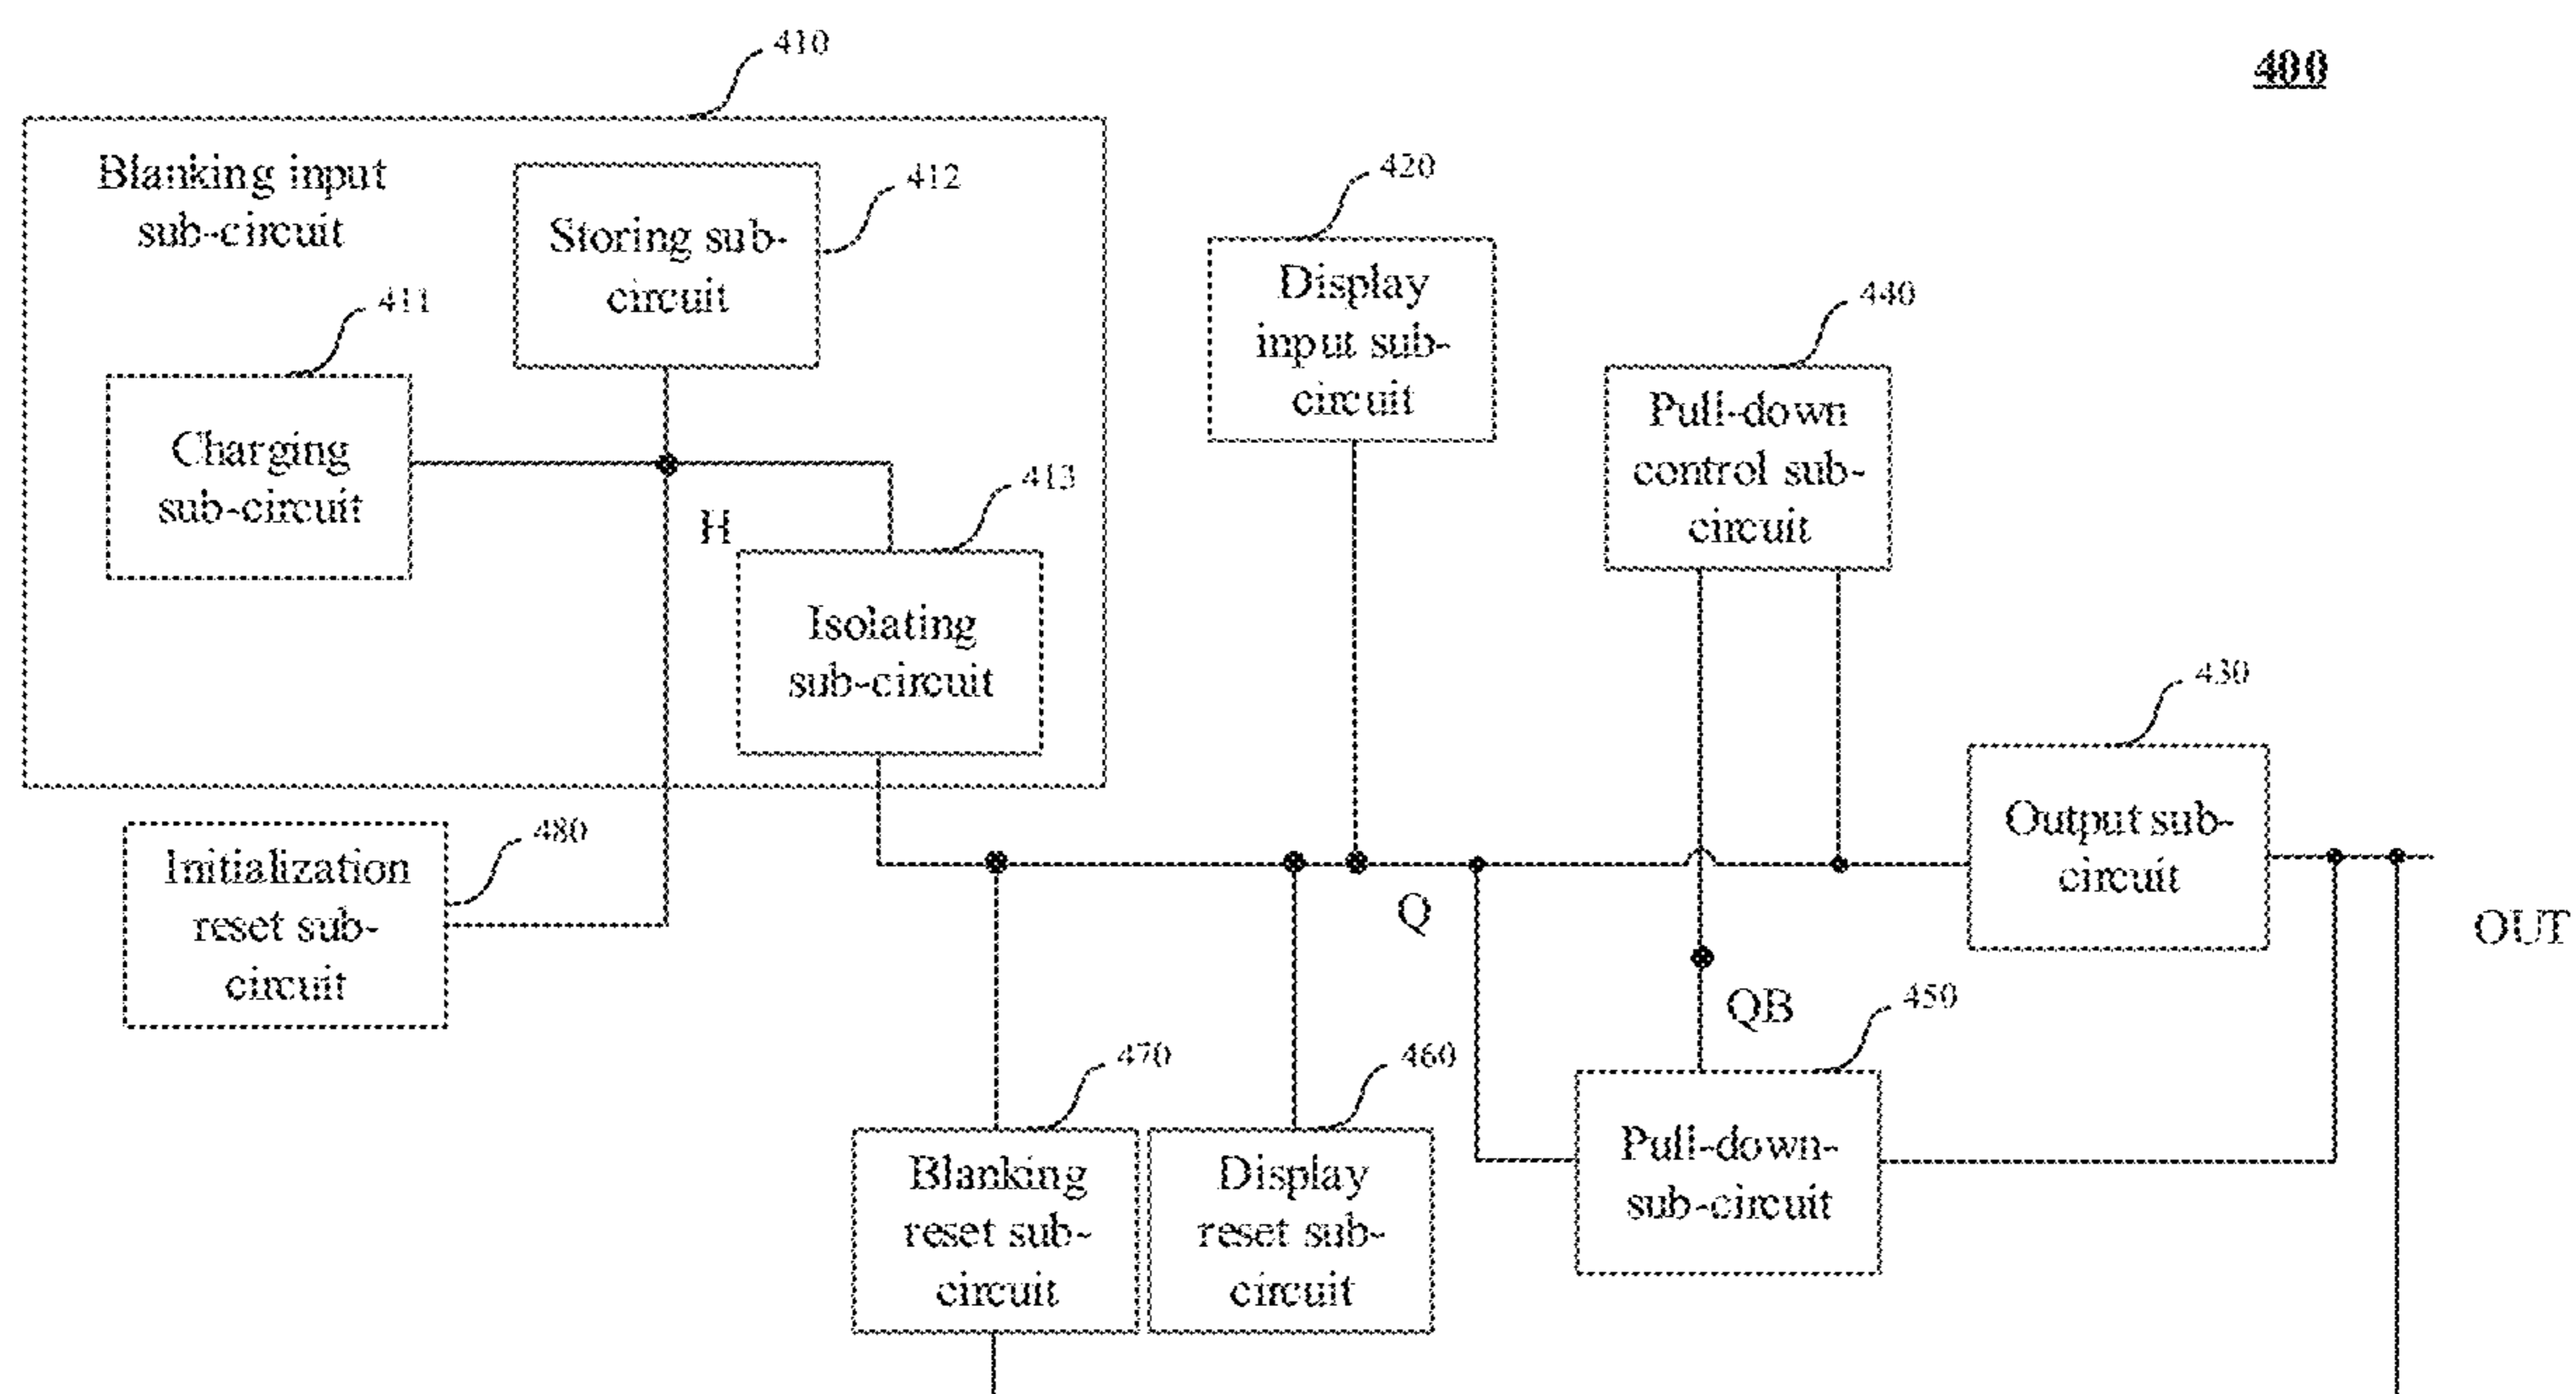 410
400
Blanking input
sub-circuit
412
Storing sub-
circuit
411
Charging
sub-circuit
H
413
Isolating
sub-circuit
420
Display
input sub-
circuit
440
Pull-down
control sub-
circuit
430
Output sub-
circuit
OUT
480
Initialization
reset sub-
circuit
Q
QB
450
Pull-down-
sub-circuit
470
Blanking
reset sub-
circuit
460
Display
reset sub-
circuit